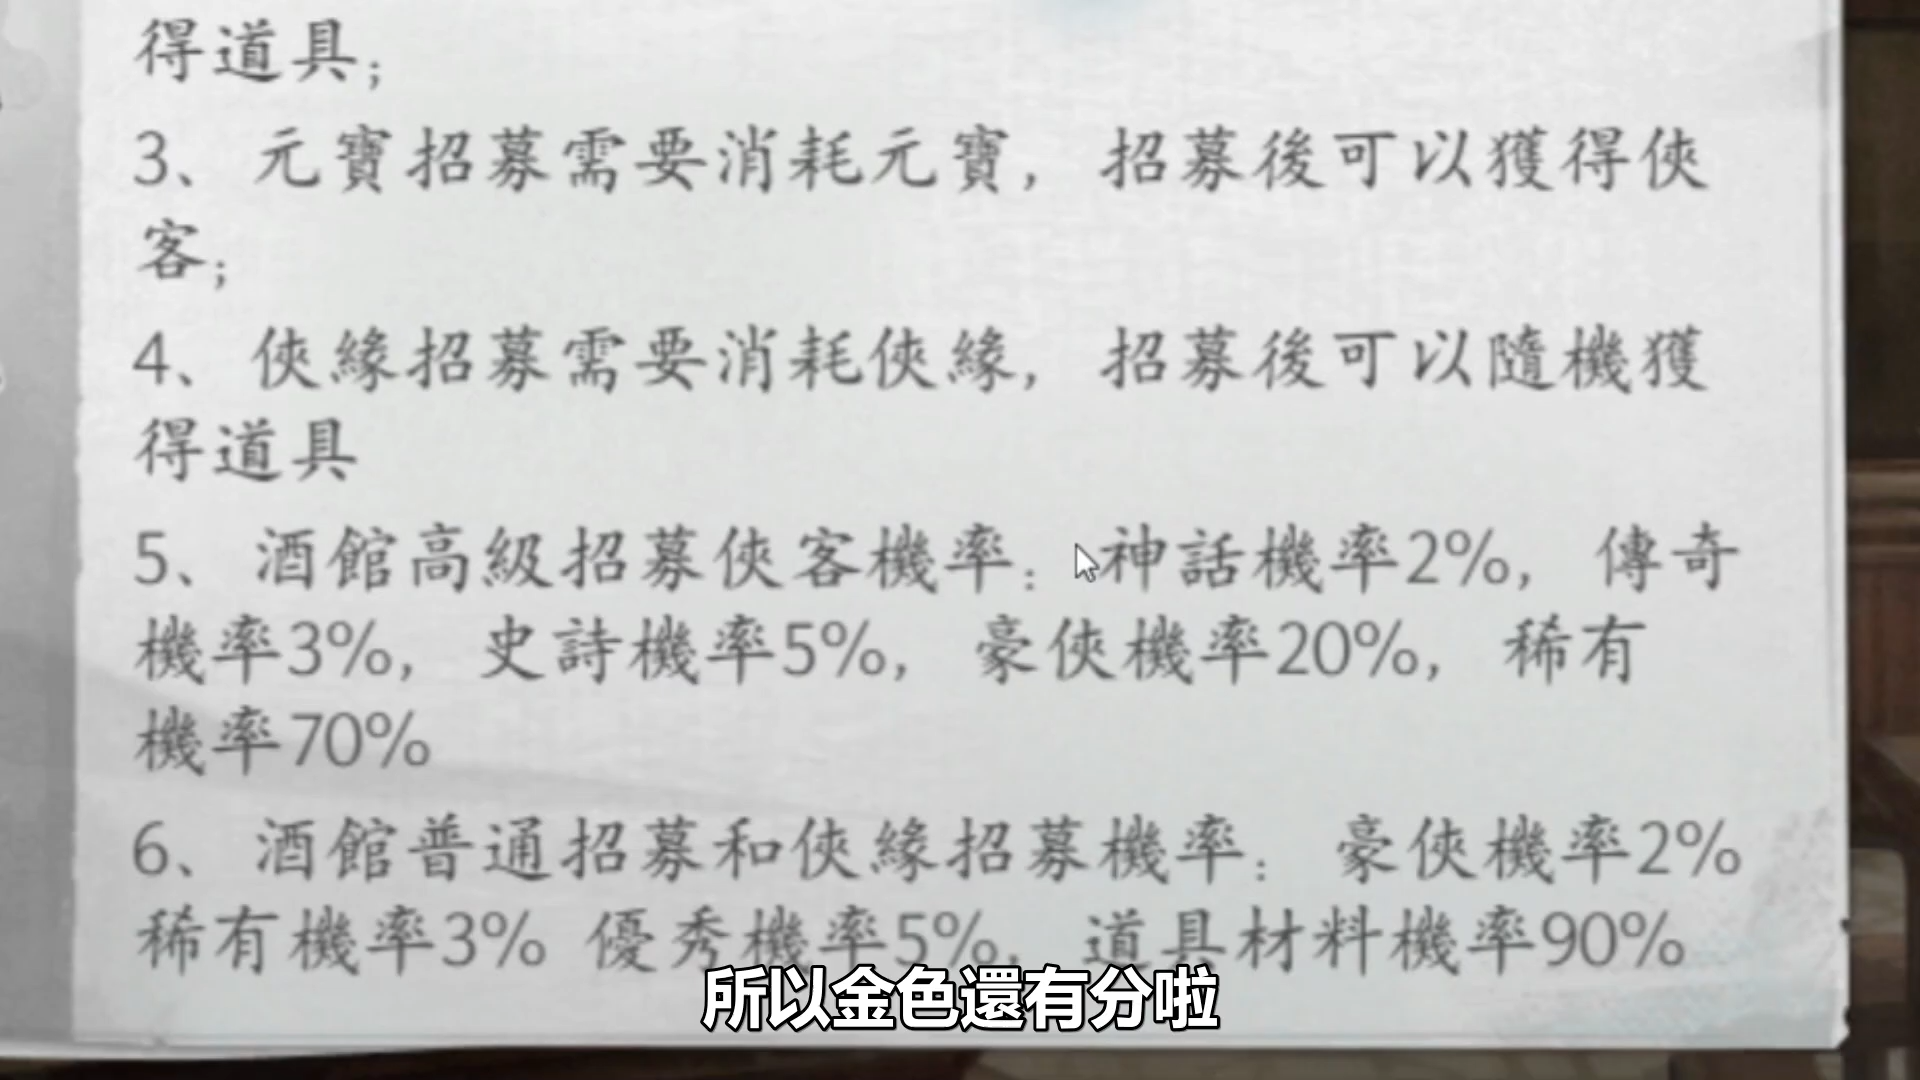 得道具；
3、元寶招募需要消耗元寶，招募後可以獲得俠
客；
4、俠緣招募需要消耗俠緣，招募後可以隨機獲
得道具
5、酒館高級招募俠客機率：神話機率2%，傳奇
機率3%，史詩機率5%，豪俠機率20%，稀有
機率70%
6、酒館普通招募和俠緣招募機率：豪俠機率2%
稀有機率3% 優秀機率5%，道具材料機率90%
所以金色還有分啦